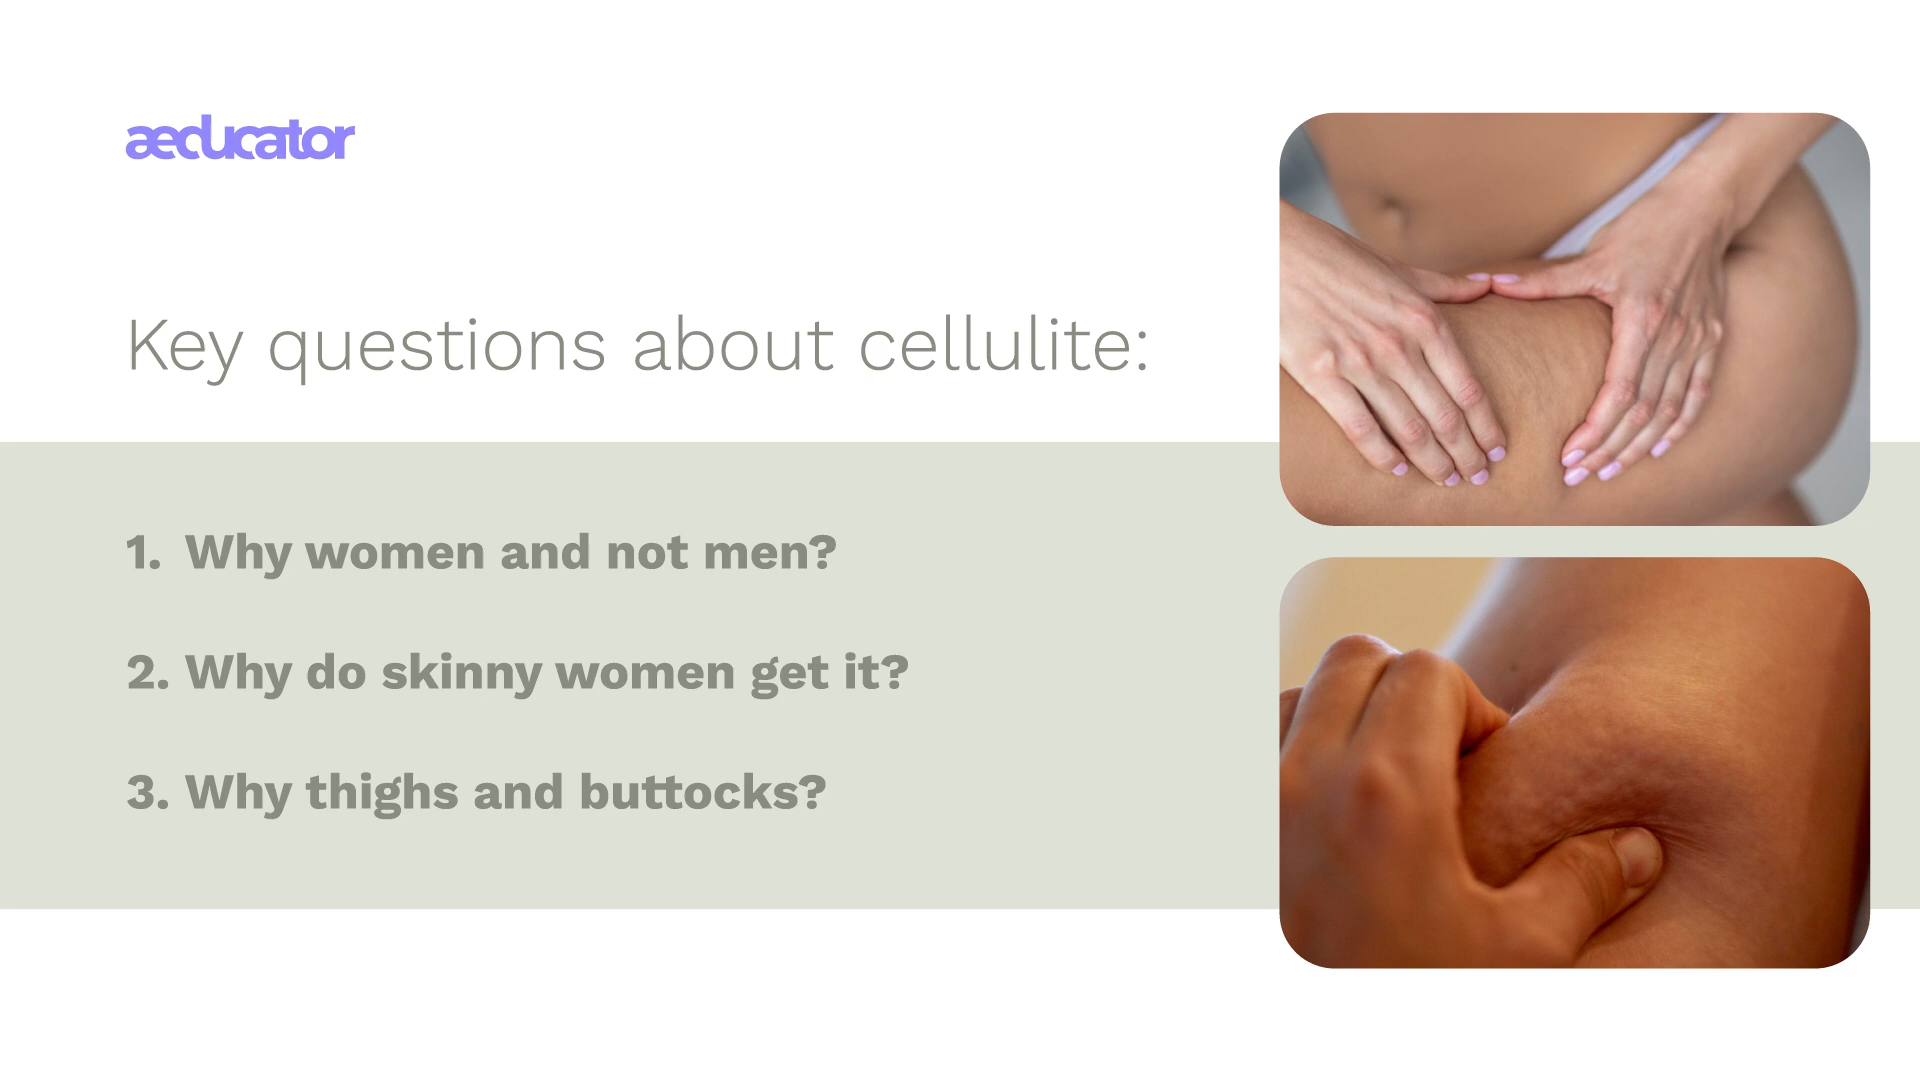 aeducator
Key questions about cellulite:
1. Why women and not men?
2. Why do skinny women get it?
3. Why thighs and buttocks?